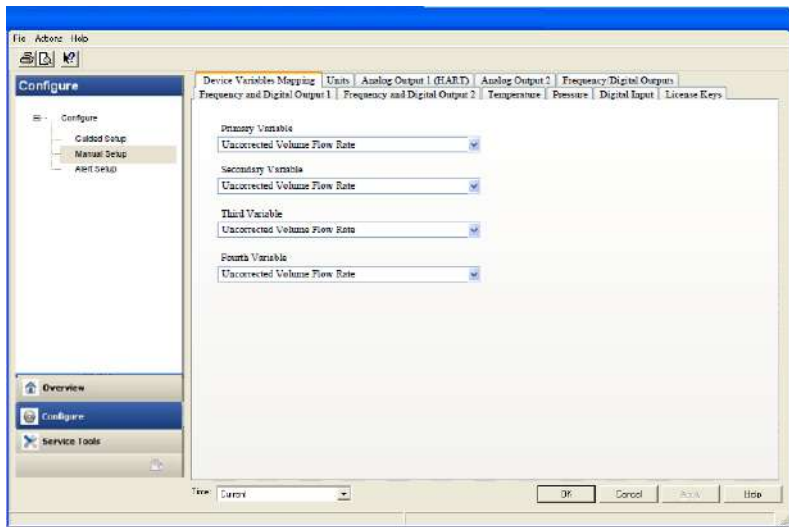 File Actions Help
Configure
Configure
Guided Setup
Manual Setup
Alert Setup
Overview
Configure
Service Tools
Device Variables Mapping Units Analog Output 1 (HART) Analog Output 2 Frequency/Digital Outputs
Frequency and Digital Output 1 Frequency and Digital Output 2 Temperature Pressure Digital Input License Keys
Primary Variable
Uncorrected Volume Flow Rate
Secondary Variable
Uncorrected Volume Flow Rate
Third Variable
Uncorrected Volume Flow Rate
Fourth Variable
Uncorrected Volume Flow Rate
Time: Current
OK Cancel Apply Help